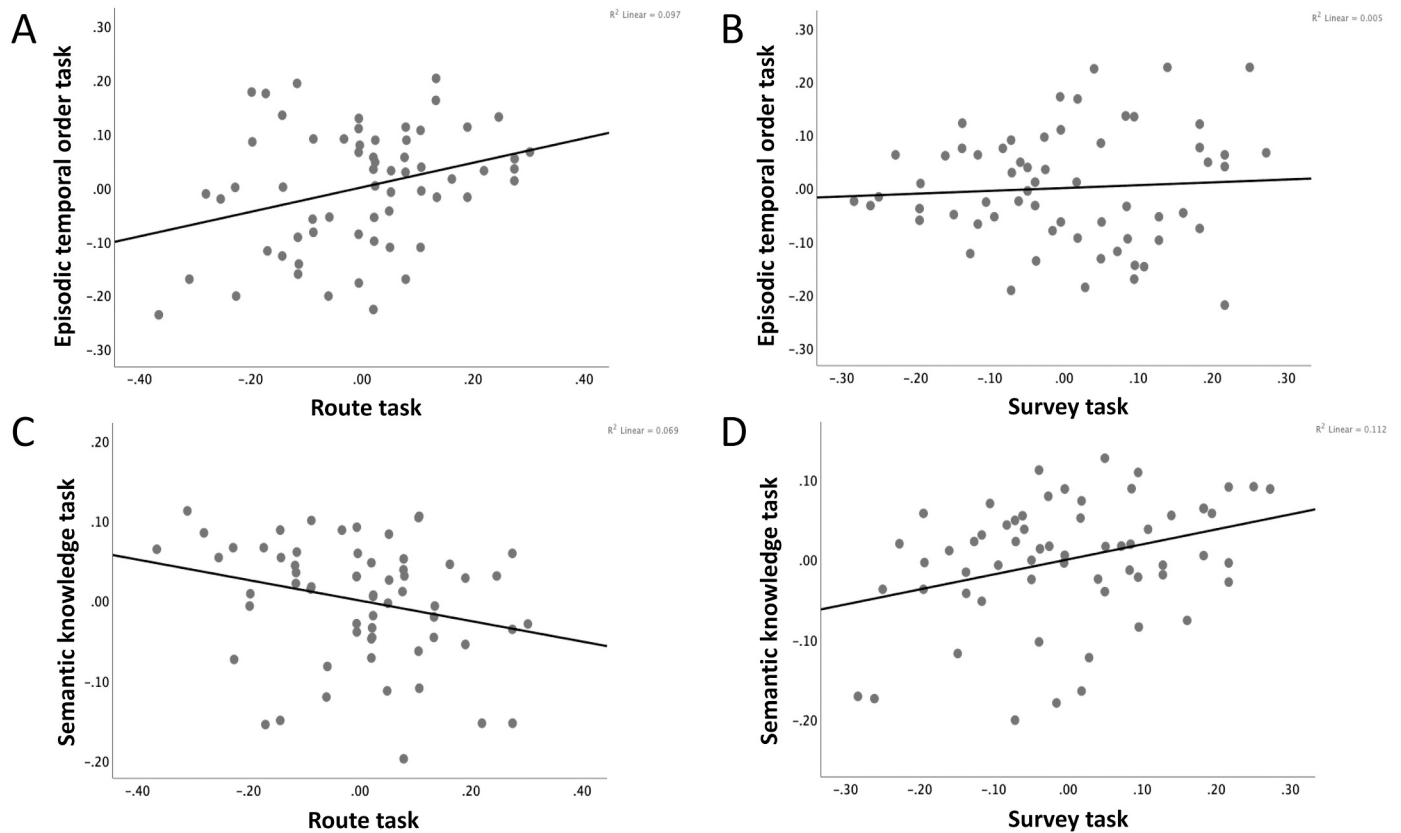 A
R² Linear = 0.097
Episodic temporal order task
.30
.20
.10
.00
-.10
-.20
-.30
-.40
-.20
.00
.20
.40
Route task
B
R² Linear = 0.005
Episodic temporal order task
.30
.20
.10
.00
-.10
-.20
-.30
-.30
-.20
-.10
.00
.10
.20
.30
Survey task
C
R² Linear = 0.069
Semantic knowledge task
.20
.10
.00
-.10
-.20
-.40
-.20
.00
.20
.40
Route task
D
R² Linear = 0.112
Semantic knowledge task
.10
.00
-.10
-.20
-.30
-.20
-.10
.00
.10
.20
.30
Survey task